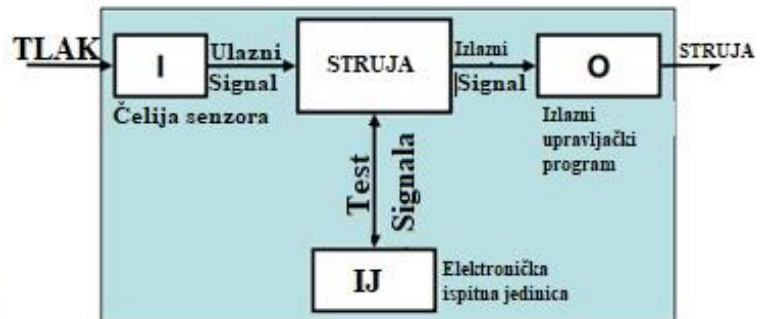 TLAK
I
Ulazni
Signal
STRUJA
Izlazni
Signal
O
STRUJA
Čelija senzora
Izlazni
upravljački
program
Test
Signala
IJ
Elektronička
ispitna jedinica